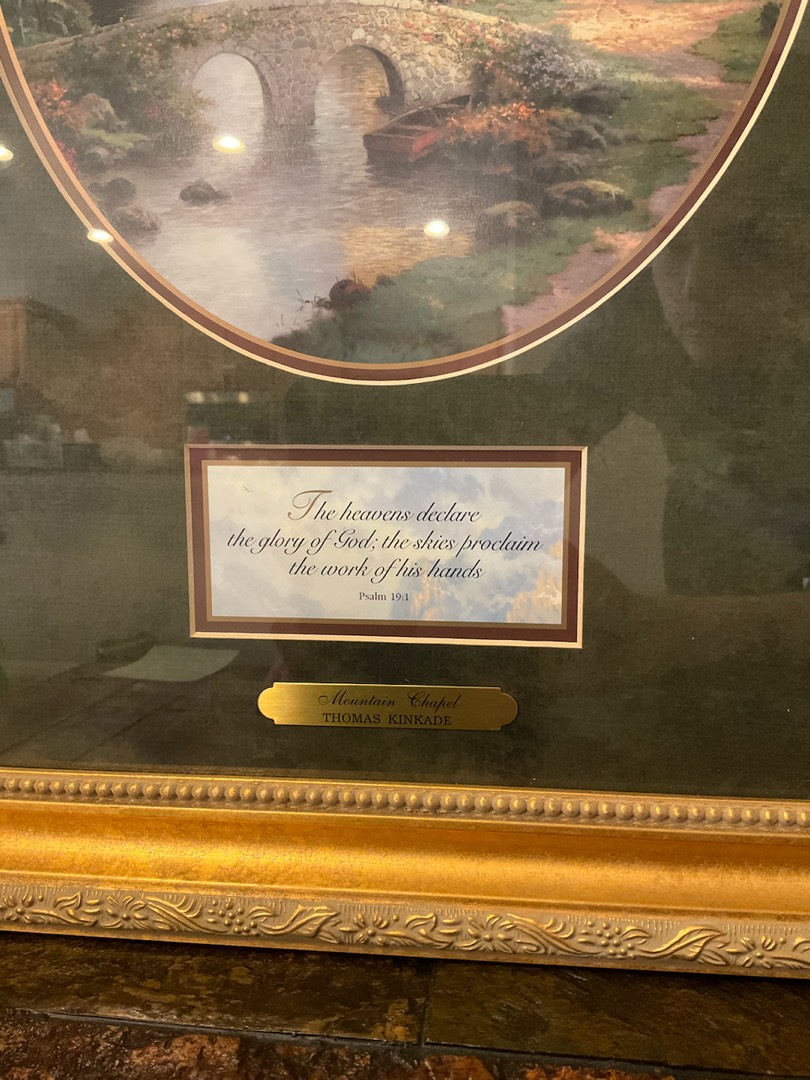 The heavens declare
the glory of God; the skies proclaim
the work of his hands
Psalm 19:1
Mountain Chapel
THOMAS KINKADE